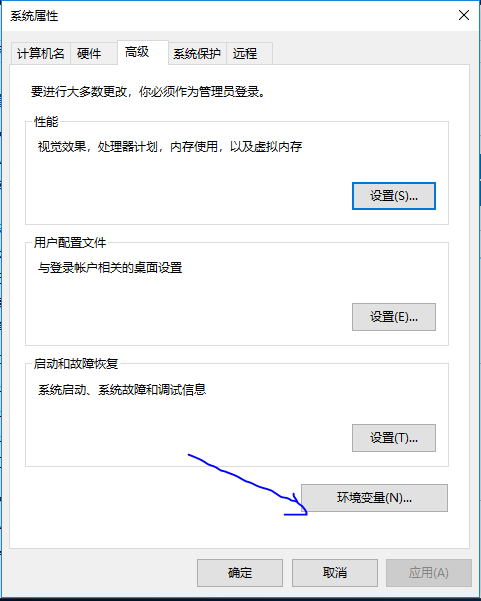 系统属性
计算机名 硬件 高级 系统保护 远程
要进行大多数更改，你必须作为管理员登录。
性能
视觉效果，处理器计划，内存使用，以及虚拟内存
设置(S)...
用户配置文件
与登录帐户相关的桌面设置
设置(E)...
启动和故障恢复
系统启动、系统故障和调试信息
设置(T)...
环境变量(N)...
确定 取消 应用(A)